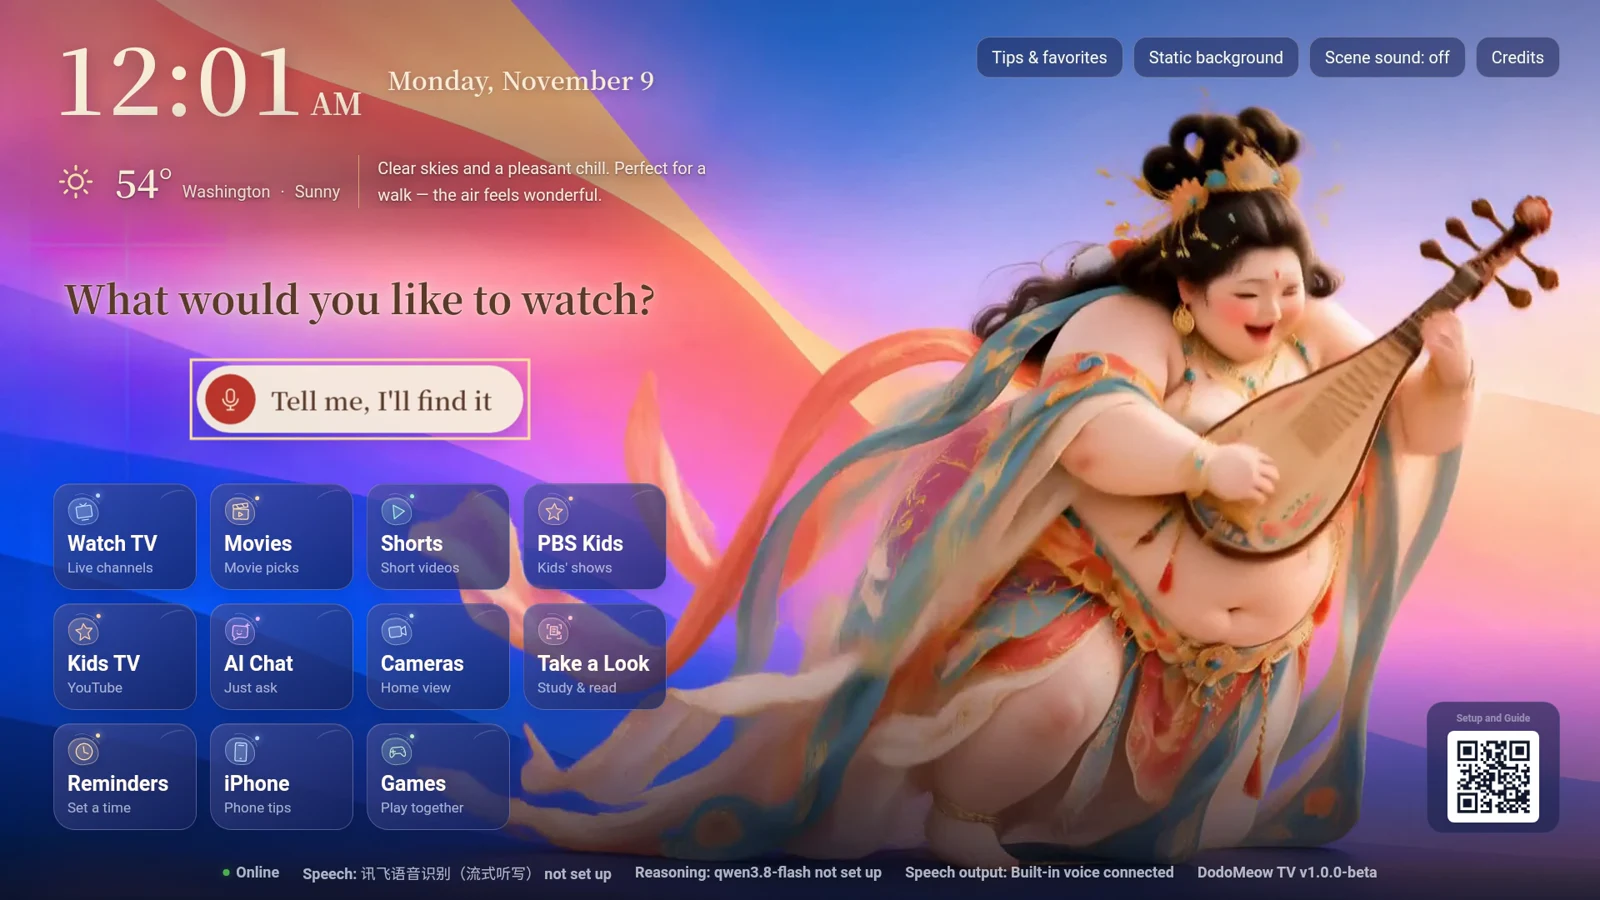 12:01 AM
Monday, November 9
Tips & favorites
Static background
Scene sound: off
Credits
54° Washington · Sunny
Clear skies and a pleasant chill. Perfect for a
walk — the air feels wonderful.
What would you like to watch?
Tell me, I'll find it
Watch TV
Live channels
Movies
Movie picks
Shorts
Short videos
PBS Kids
Kids' shows
Kids TV
YouTube
AI Chat
Just ask
Cameras
Home view
Take a Look
Study & read
Reminders
Set a time
iPhone
Phone tips
Games
Play together
Setup and Guide
Online
Speech: 讯飞语音识别（流式听写） not set up
Reasoning: qwen3.8-flash not set up
Speech output: Built-in voice connected
DodoMeow TV v1.0.0-beta